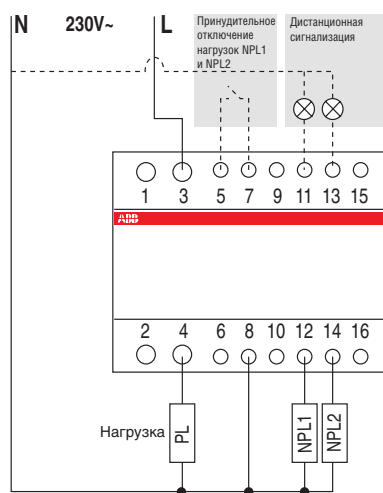 N 230V~ L
Принудительное
отключение
нагрузок NPL1
и NPL2
Дистанционная
сигнализация
1 3 5 7 9 11 13 15
ABB
2 4 6 8 10 12 14 16
Нагрузка
PL
NPL1
NPL2